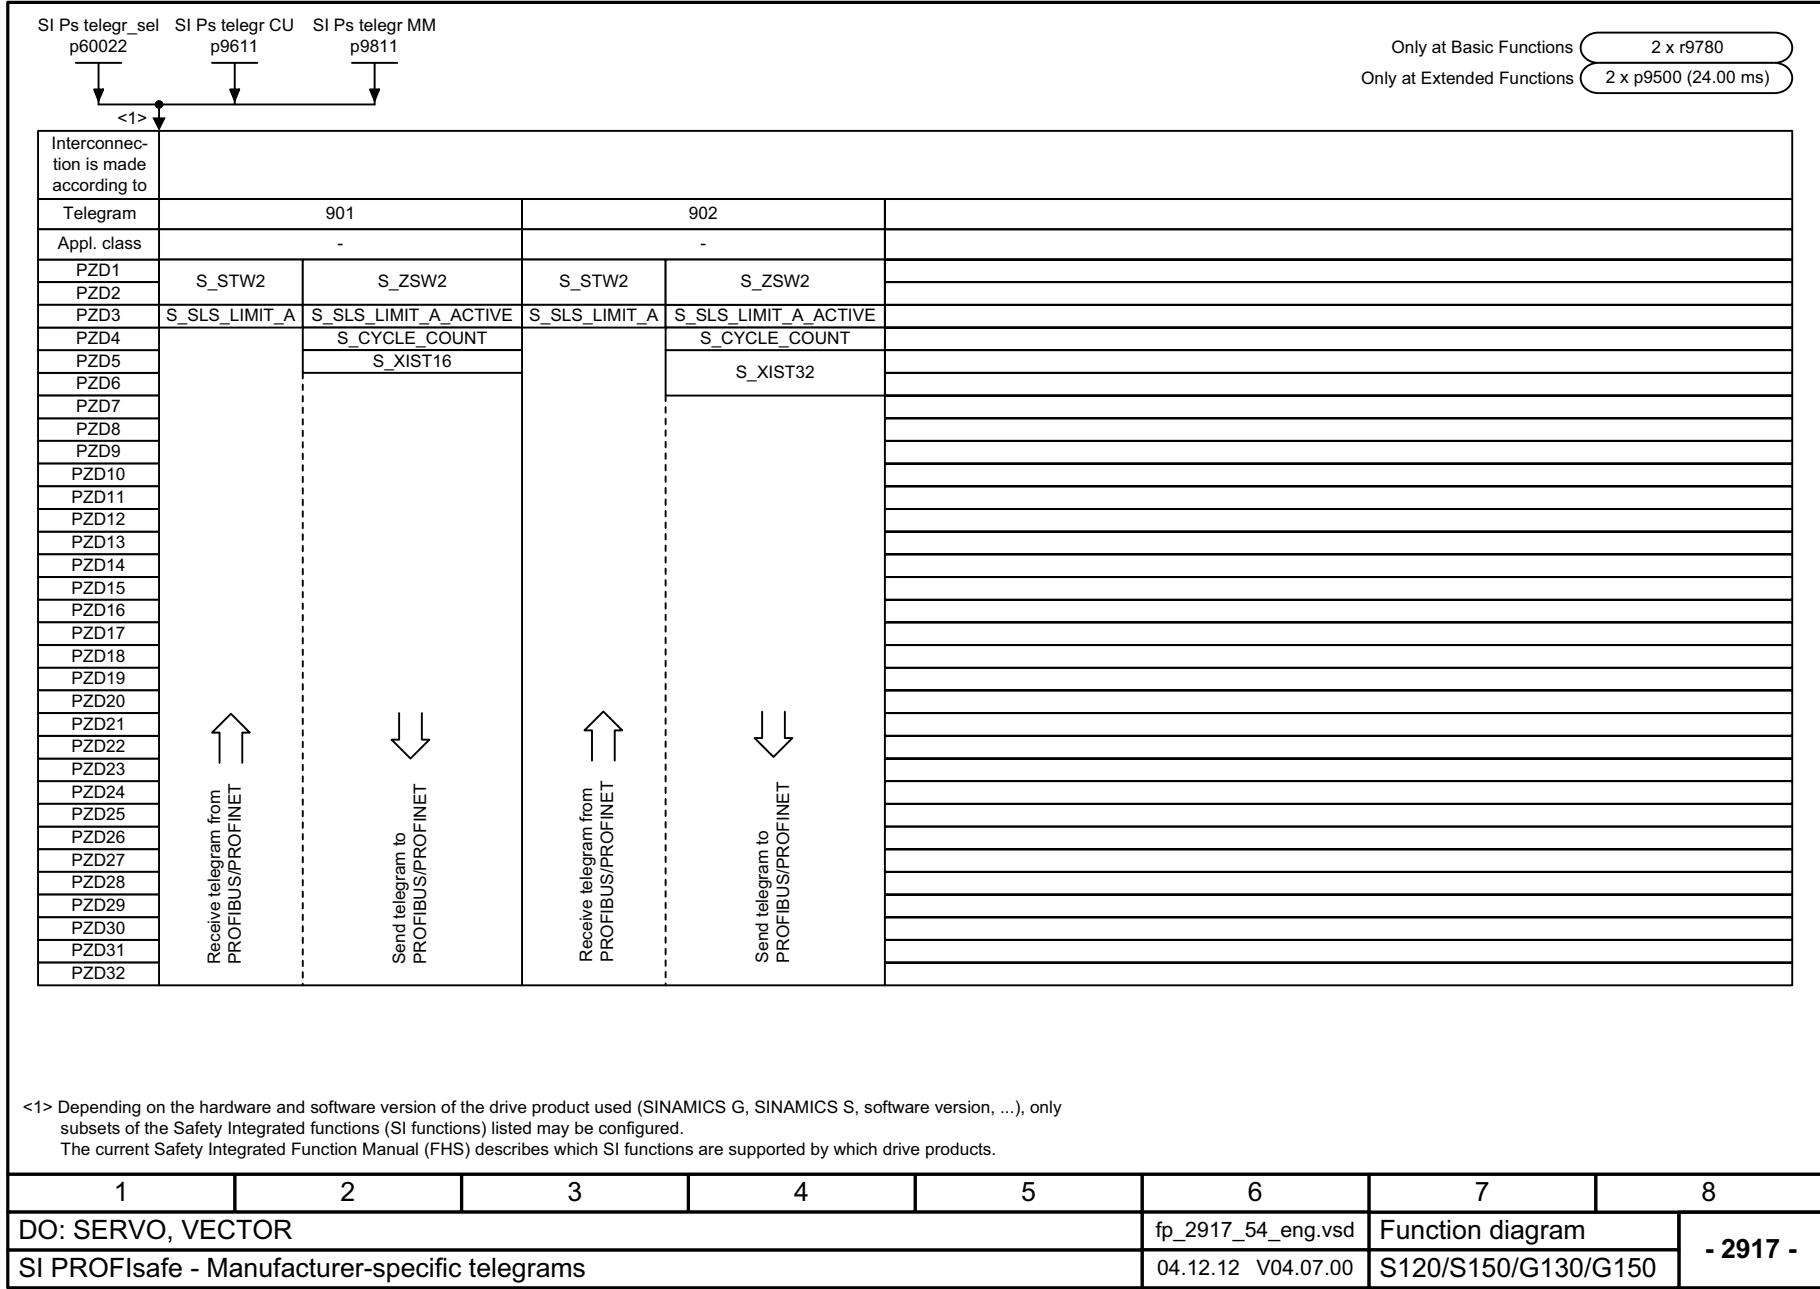 SI Ps telegr_sel SI Ps telegr CU SI Ps telegr MM
p60022 p9611 p9811
Only at Basic Functions 2 x r9780
Only at Extended Functions 2 x p9500 (24.00 ms)
<1>
Interconnec-
tion is made
according to
Telegram 901 902
Appl. class - -
PZD1
S_STW2 S_ZSW2 S_STW2 S_ZSW2
PZD2
PZD3 S_SLS_LIMIT_A S_SLS_LIMIT_A_ACTIVE S_SLS_LIMIT_A S_SLS_LIMIT_A_ACTIVE
PZD4 S_CYCLE_COUNT S_CYCLE_COUNT
PZD5 S_XIST16
S_XIST32
PZD6
PZD7
PZD8
PZD9
PZD10
PZD11
PZD12
PZD13
PZD14
PZD15
PZD16
PZD17
PZD18
PZD19
PZD20
PZD21
PZD22
PZD23
PZD24
PZD25
PZD26
PZD27
PZD28
PZD29
PZD30
PZD31
PZD32
Receive telegram from
PROFIBUS/PROFINET
Send telegram to
PROFIBUS/PROFINET
Receive telegram from
PROFIBUS/PROFINET
Send telegram to
PROFIBUS/PROFINET
<1> Depending on the hardware and software version of the drive product used (SINAMICS G, SINAMICS S, software version, ...), only
subsets of the Safety Integrated functions (SI functions) listed may be configured.
The current Safety Integrated Function Manual (FHS) describes which SI functions are supported by which drive products.
1 2 3 4 5 6 7 8
DO: SERVO, VECTOR fp_2917_54_eng.vsd Function diagram
- 2917 -
SI PROFIsafe - Manufacturer-specific telegrams 04.12.12 V04.07.00 S120/S150/G130/G150